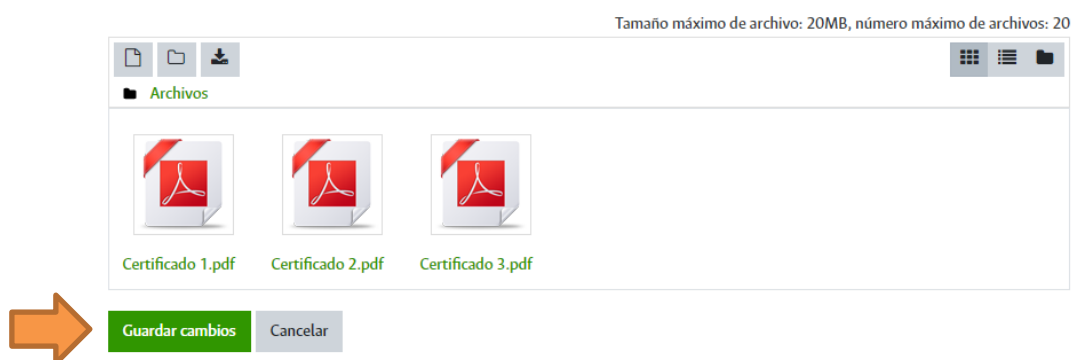 Tamaño máximo de archivo: 20MB, número máximo de archivos: 20
Archivos
Certificado 1.pdf Certificado 2.pdf Certificado 3.pdf
Guardar cambios Cancelar